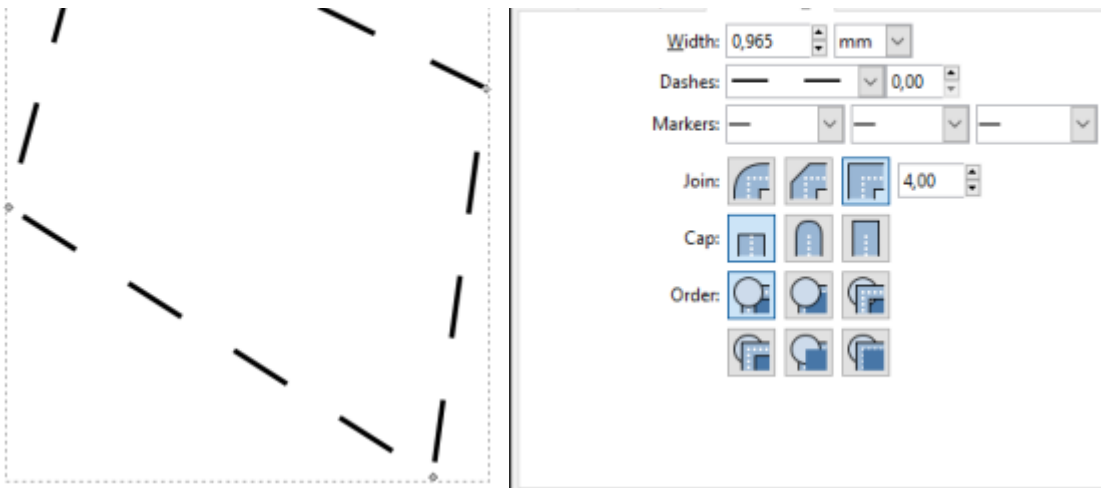 Width: 0,965 mm
Dashes: 0,00
Markers:
Join: 4,00
Cap:
Order: